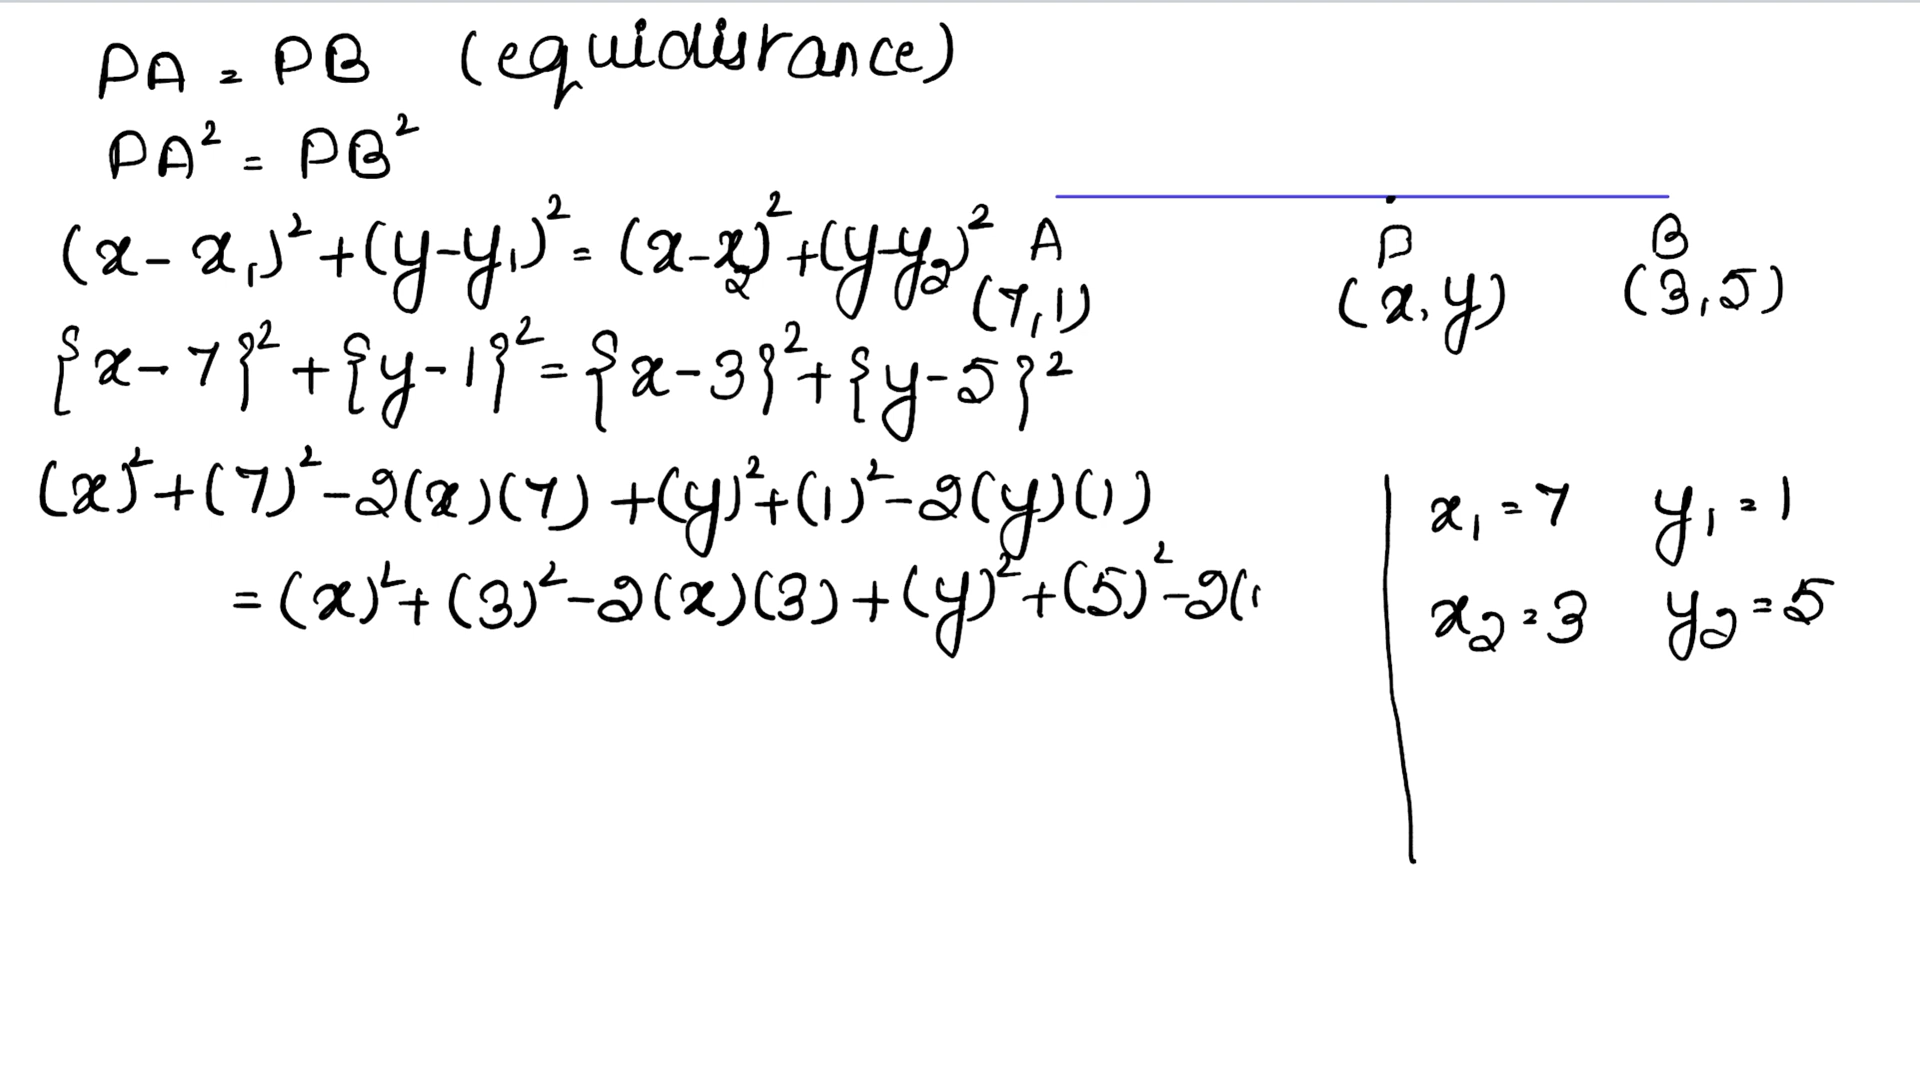 PA = PB (equidistance)
PA² = PB²
(x - x₁)² + (y - y₁)² = (x - x₂)² + (y - y₂)²
A P B
(7,1) (x,y) (3,5)
{x - 7}² + {y - 1}² = {x - 3}² + {y - 5}²
(x)² + (7)² - 2(x)(7) + (y)² + (1)² - 2(y)(1)
= (x)² + (3)² - 2(x)(3) + (y)² + (5)² - 2(
x₁ = 7 y₁ = 1
x₂ = 3 y₂ = 5